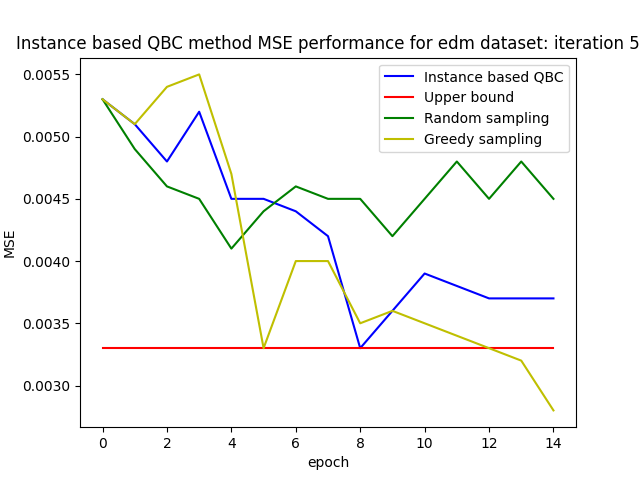 Instance based QBC method MSE performance for edm dataset: iteration 5
Instance based QBC
Upper bound
Random sampling
Greedy sampling
0.0055
0.0050
0.0045
0.0040
0.0035
0.0030
MSE
0 2 4 6 8 10 12 14
epoch